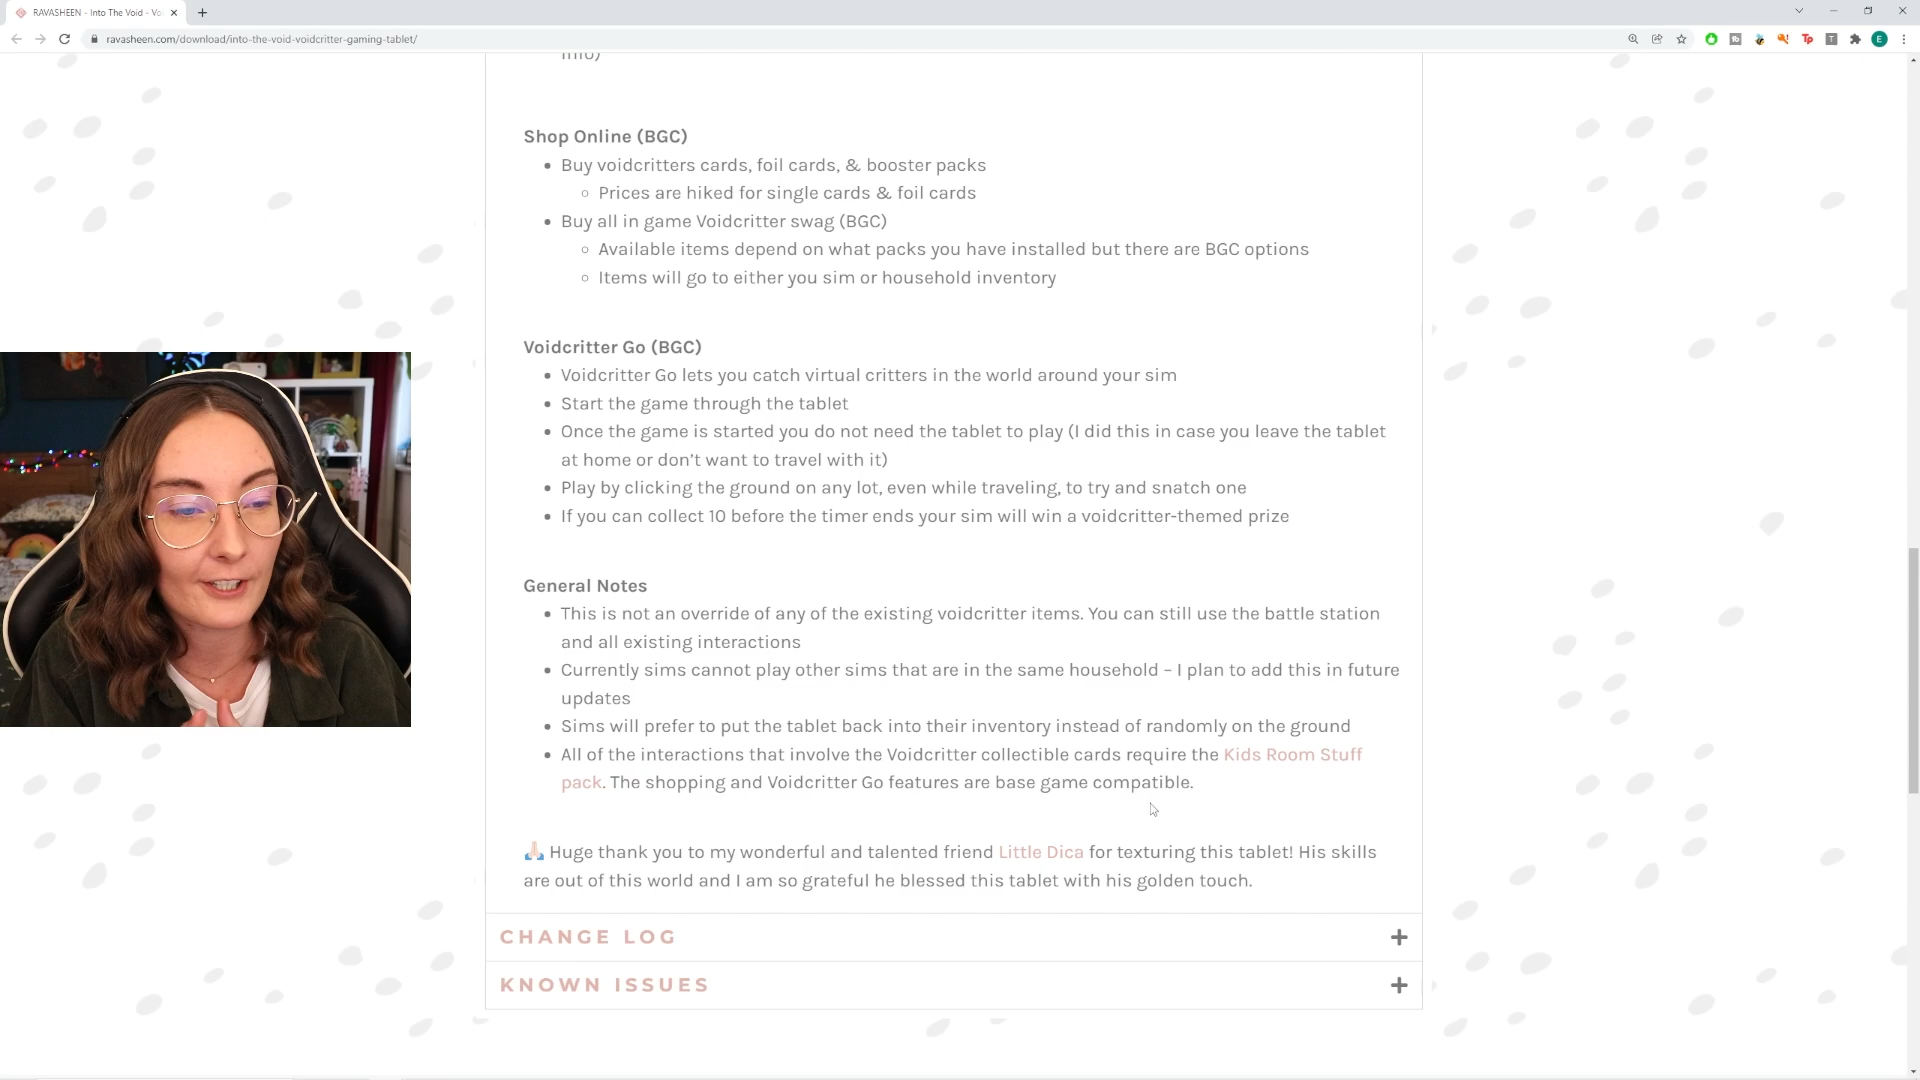 RAVASHEEN - Into The Void - Vo
ravasheen.com/download/into-the-void-voidcritter-gaming-tablet/
info)
Shop Online (BGC)
Buy voidcritters cards, foil cards, & booster packs
Prices are hiked for single cards & foil cards
Buy all in game Voidcritter swag (BGC)
Available items depend on what packs you have installed but there are BGC options
Items will go to either you sim or household inventory
Voidcritter Go (BGC)
Voidcritter Go lets you catch virtual critters in the world around your sim
Start the game through the tablet
Once the game is started you do not need the tablet to play (I did this in case you leave the tablet
at home or don’t want to travel with it)
Play by clicking the ground on any lot, even while traveling, to try and snatch one
If you can collect 10 before the timer ends your sim will win a voidcritter-themed prize
General Notes
This is not an override of any of the existing voidcritter items. You can still use the battle station
and all existing interactions
Currently sims cannot play other sims that are in the same household – I plan to add this in future
updates
Sims will prefer to put the tablet back into their inventory instead of randomly on the ground
All of the interactions that involve the Voidcritter collectible cards require the Kids Room Stuff
pack. The shopping and Voidcritter Go features are base game compatible.
🙏🏻 Huge thank you to my wonderful and talented friend Little Dica for texturing this tablet! His skills
are out of this world and I am so grateful he blessed this tablet with his golden touch.
CHANGE LOG
KNOWN ISSUES